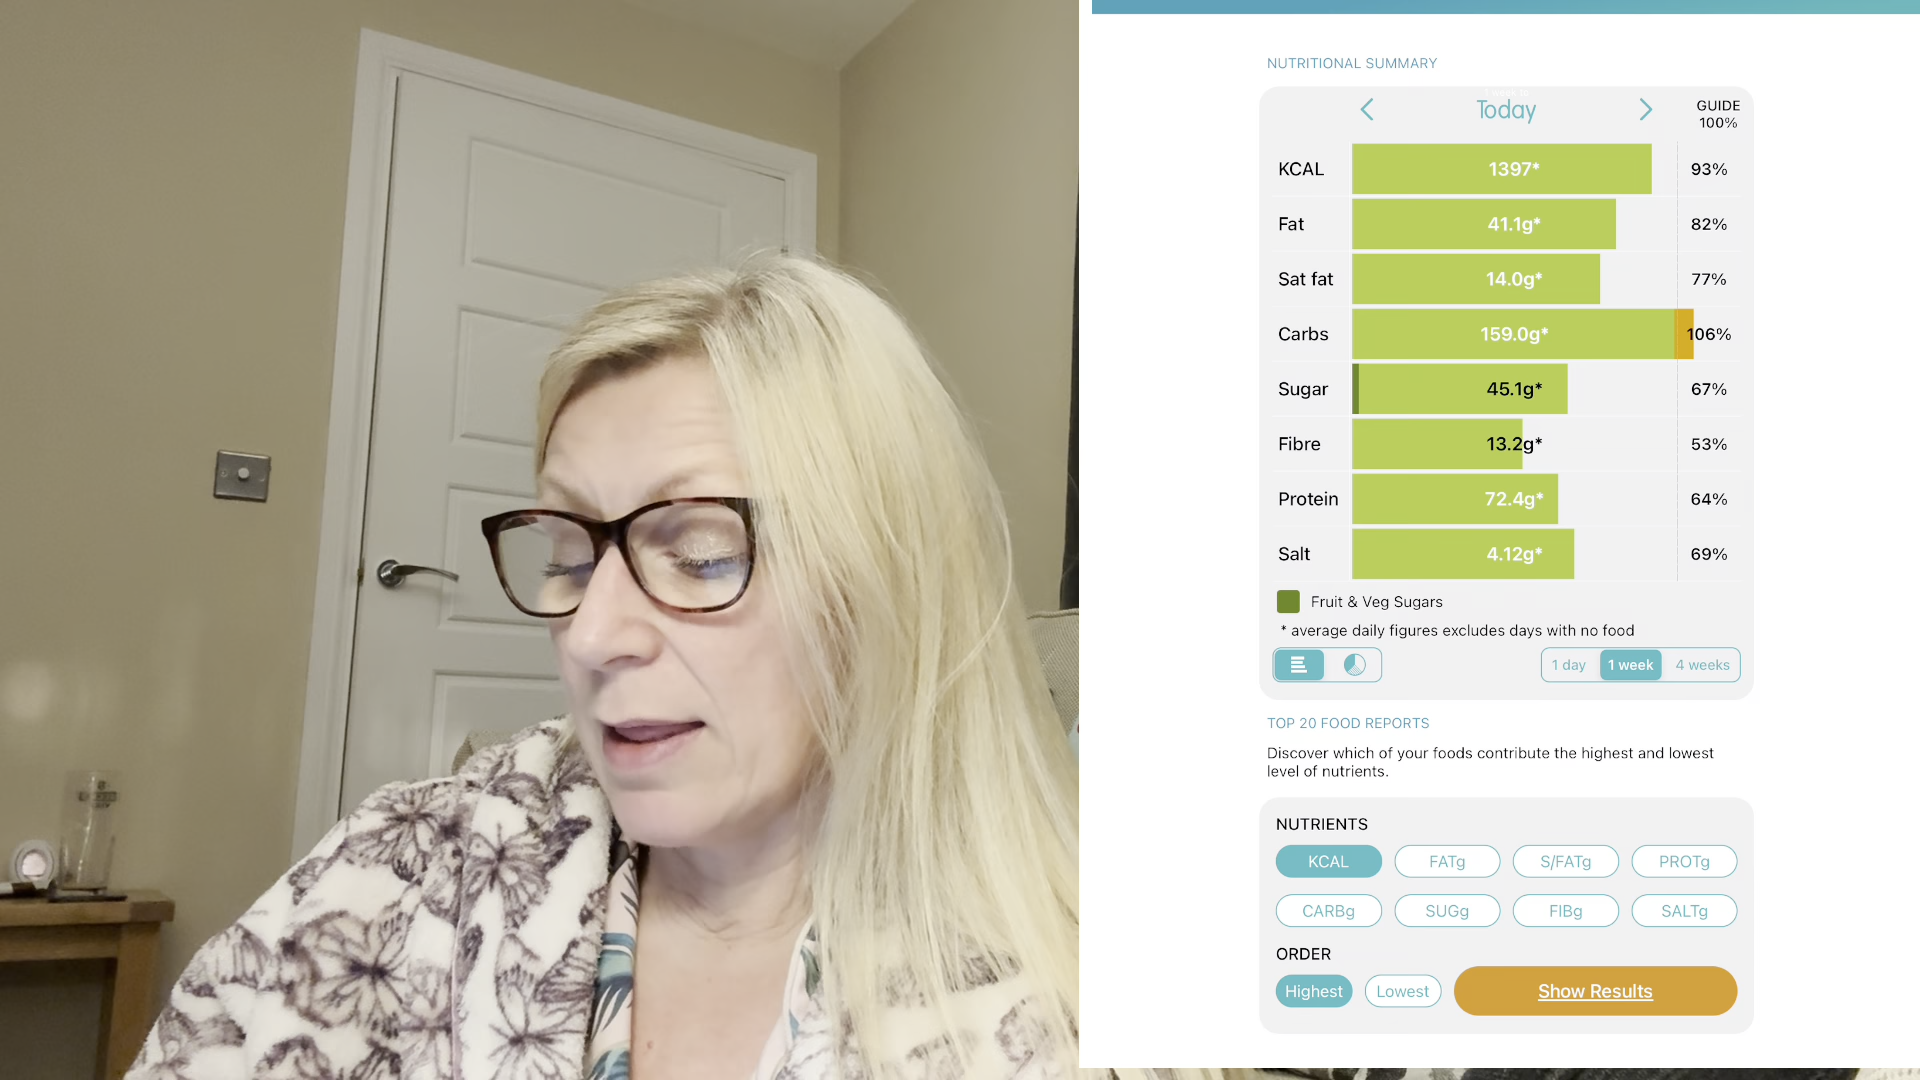 NUTRITIONAL SUMMARY
Today
GUIDE
100%
KCAL 1397* 93%
Fat 41.1g* 82%
Sat fat 14.0g* 77%
Carbs 159.0g* 106%
Sugar 45.1g* 67%
Fibre 13.2g* 53%
Protein 72.4g* 64%
Salt 4.12g* 69%
Fruit & Veg Sugars
* average daily figures excludes days with no food
1 day 1 week 4 weeks
TOP 20 FOOD REPORTS
Discover which of your foods contribute the highest and lowest
level of nutrients.
NUTRIENTS
KCAL FATg S/FATg PROTg
CARBg SUGg FIBg SALTg
ORDER
Highest Lowest Show Results